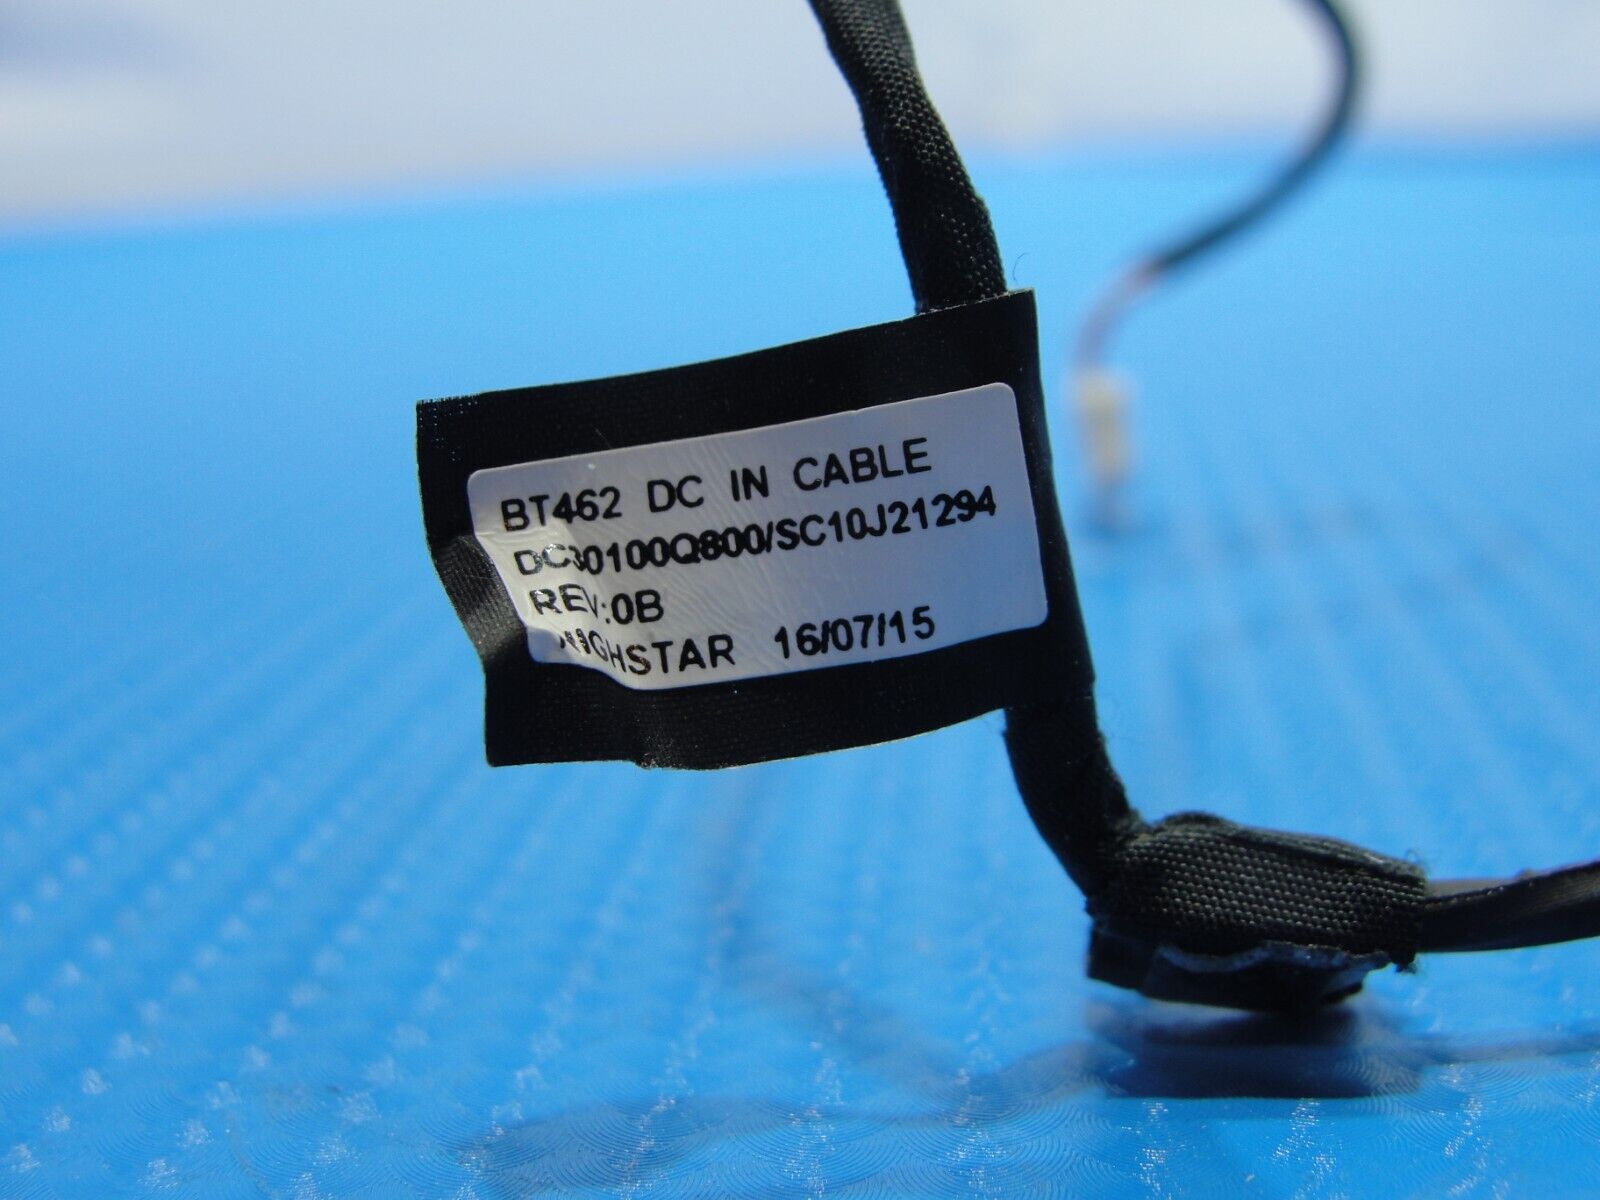 BT462 DC IN CABLE
DC30100Q800/SC10J21294
REV:0B
16/07/15